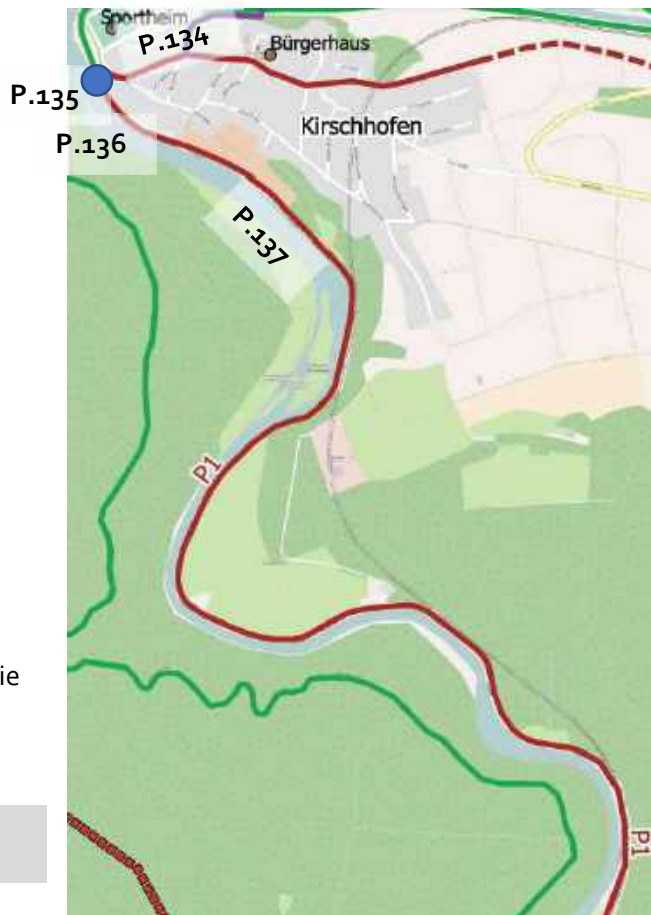 Sportheim
P.134
Bürgerhaus
P.135
Kirschhofen
P.136
P.137
P1
ie
P1